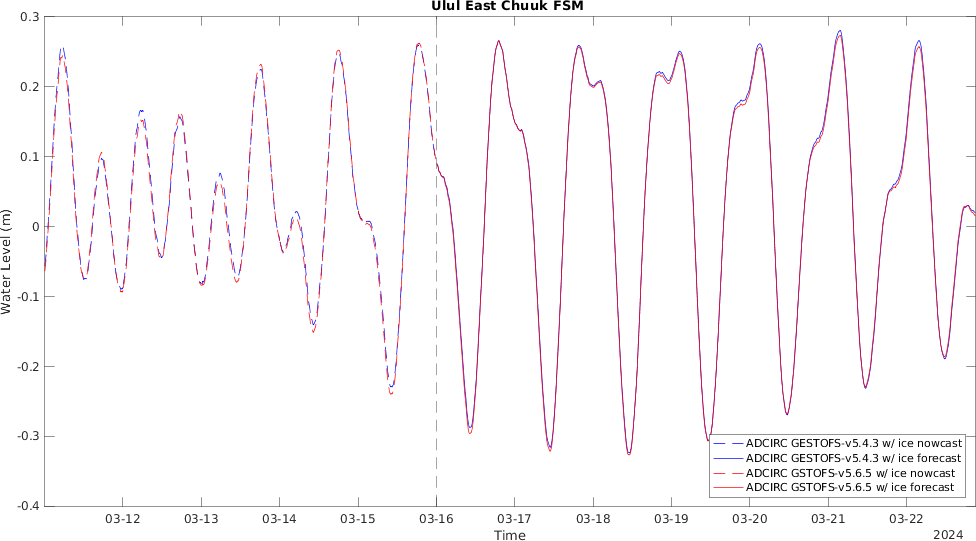 Ulul East Chuuk FSM
0.3
0.2
0.1
0
-0.1
-0.2
-0.3
-0.4
Water Level (m)
ADCIRC GESTOFS-v5.4.3 w/ ice nowcast
ADCIRC GESTOFS-v5.4.3 w/ ice forecast
ADCIRC GSTOFS-v5.6.5 w/ ice nowcast
ADCIRC GSTOFS-v5.6.5 w/ ice forecast
03-12 03-13 03-14 03-15 03-16 03-17 03-18 03-19 03-20 03-21 03-22
Time
2024